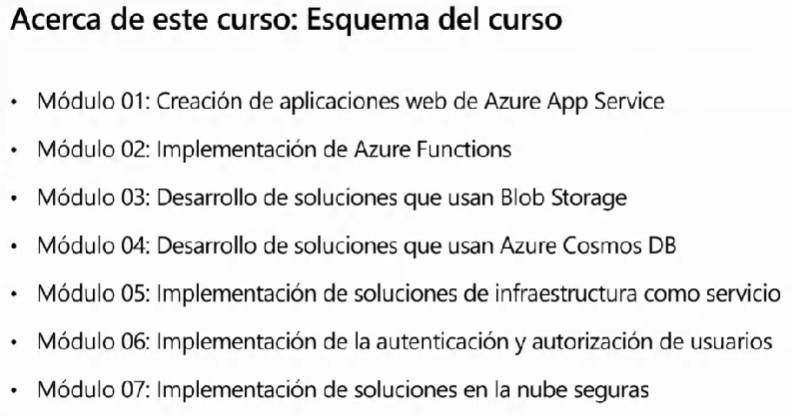 Acerca de este curso: Esquema del curso
• Módulo 01: Creación de aplicaciones web de Azure App Service
• Módulo 02: Implementación de Azure Functions
• Módulo 03: Desarrollo de soluciones que usan Blob Storage
• Módulo 04: Desarrollo de soluciones que usan Azure Cosmos DB
• Módulo 05: Implementación de soluciones de infraestructura como servicio
• Módulo 06: Implementación de la autenticación y autorización de usuarios
• Módulo 07: Implementación de soluciones en la nube seguras